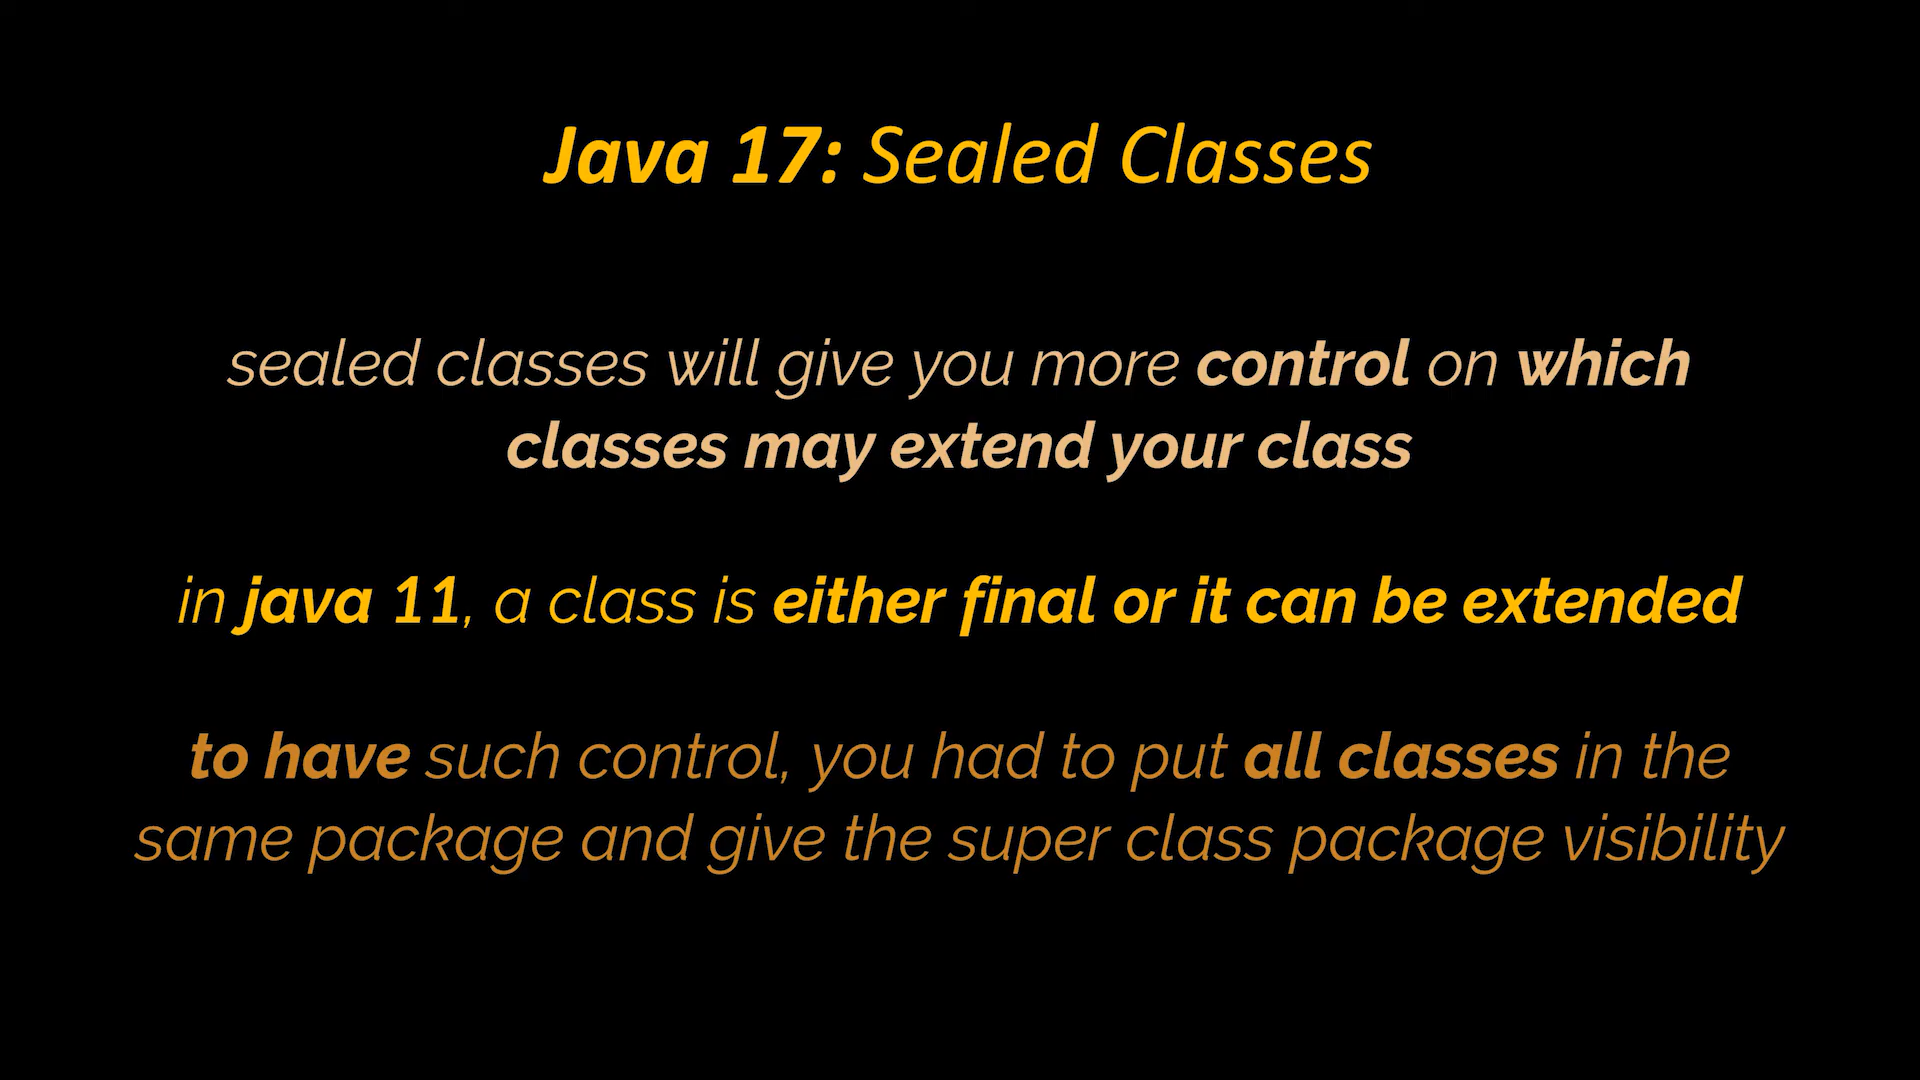 Java 17: Sealed Classes
sealed classes will give you more control on which
classes may extend your class
in java 11, a class is either final or it can be extended
to have such control, you had to put all classes in the
same package and give the super class package visibility